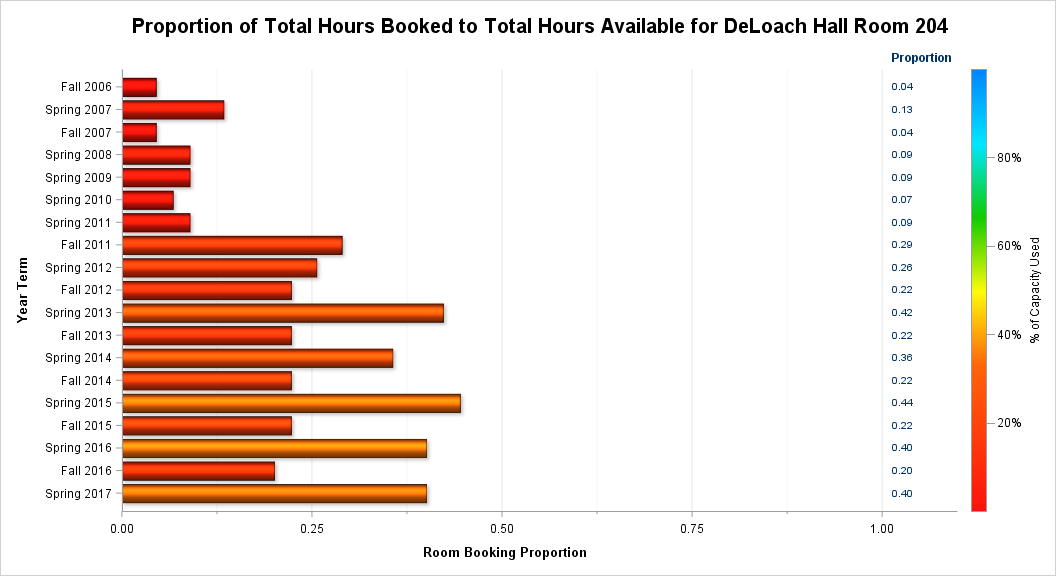 Proportion of Total Hours Booked to Total Hours Available for DeLoach Hall Room 204
Proportion
Fall 2006 0.04
Spring 2007 0.13
Fall 2007 0.04
Spring 2008 0.09
Spring 2009 0.09
Spring 2010 0.07
Spring 2011 0.09
Fall 2011 0.29
Spring 2012 0.26
Fall 2012 0.22
Spring 2013 0.42
Fall 2013 0.22
Spring 2014 0.36
Fall 2014 0.22
Spring 2015 0.44
Fall 2015 0.22
Spring 2016 0.40
Fall 2016 0.20
Spring 2017 0.40
Year Term
0.00 0.25 0.50 0.75 1.00
Room Booking Proportion
80%
60%
40%
20%
% of Capacity Used